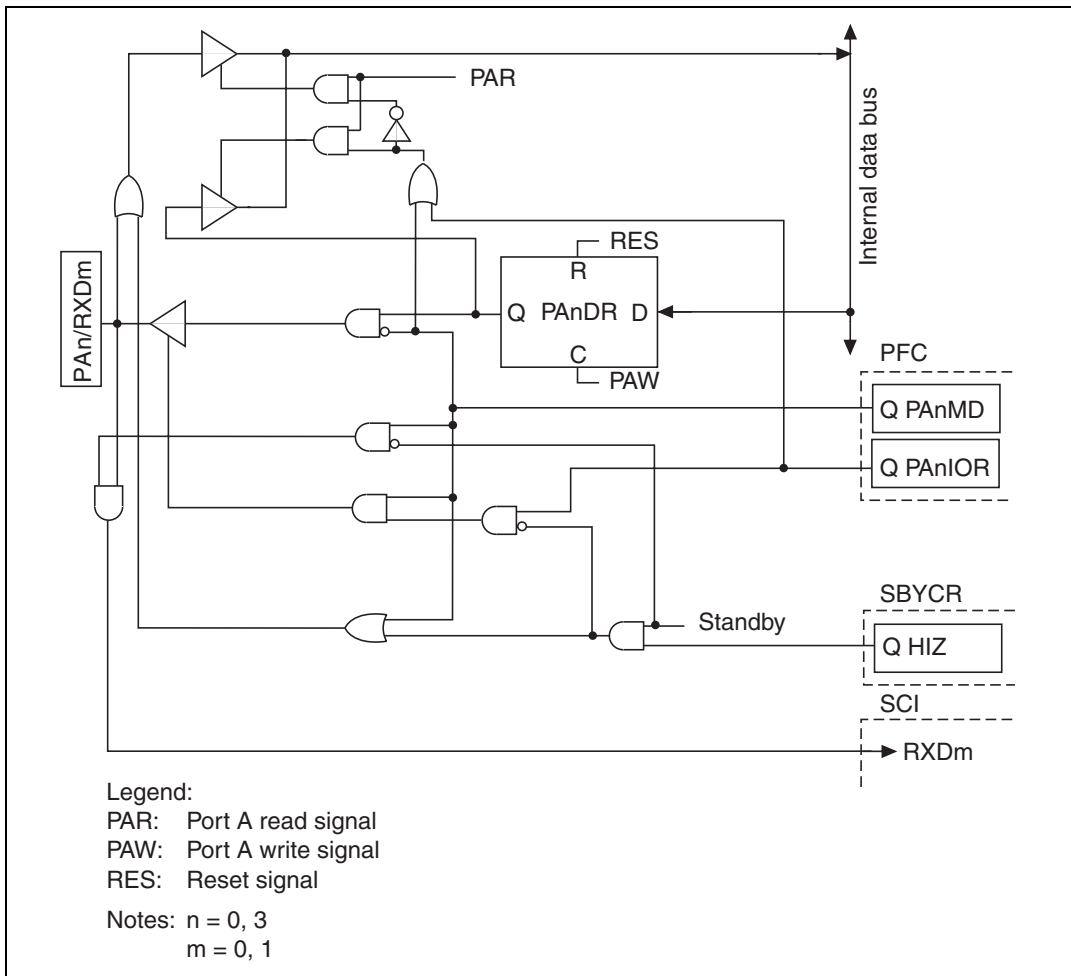 PAR
Internal data bus
RES
R
Q PAnDR D
C
PAW
PAn/RXDm
PFC
Q PAnMD
Q PAnIOR
SBYCR
Standby
Q HIZ
SCI
RXDm
Legend:
PAR: Port A read signal
PAW: Port A write signal
RES: Reset signal
Notes: n = 0, 3
m = 0, 1